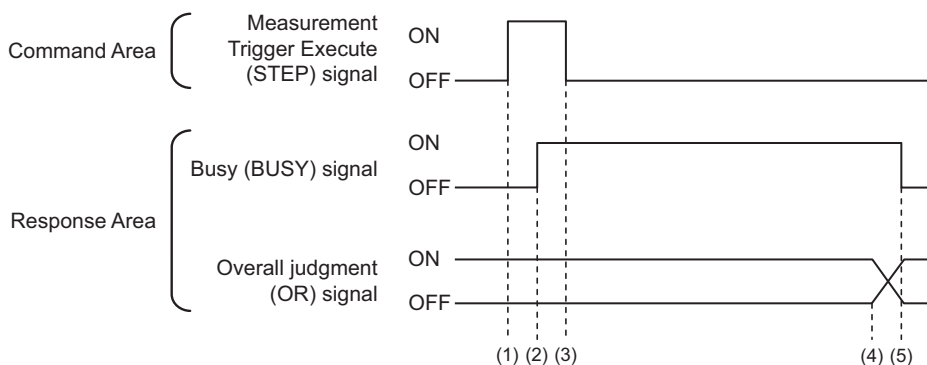 Command Area
Measurement
Trigger Execute
(STEP) signal
ON
OFF
Response Area
Busy (BUSY) signal
ON
OFF
Overall judgment
(OR) signal
ON
OFF
(1) (2) (3) (4) (5)